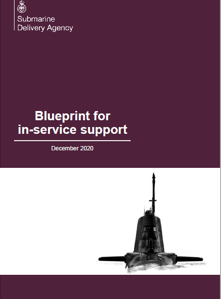 Submarine
Delivery Agency
Blueprint for
in-service support
December 2020